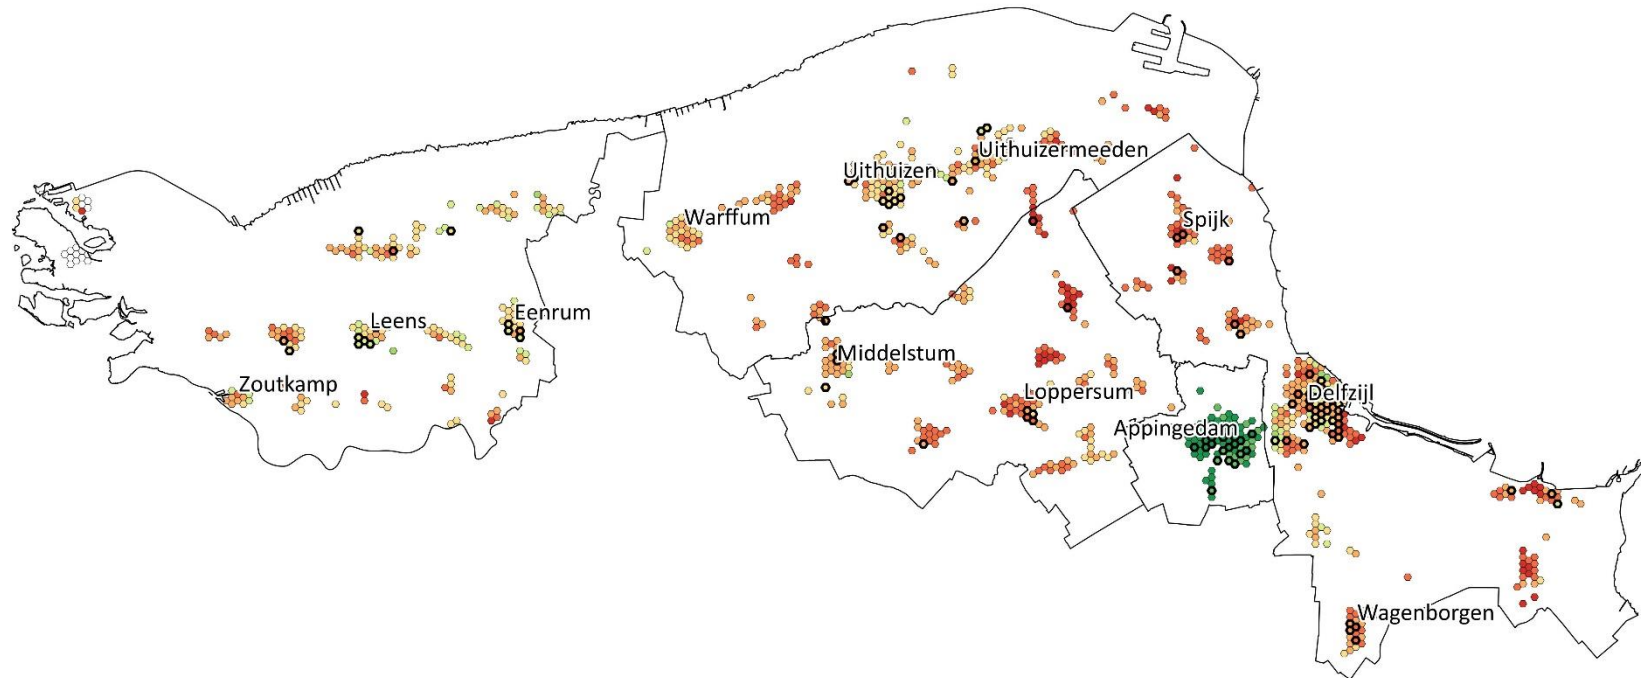 Uithuizermeeden
Uithuizen
Warffum
Spijk
Eenrum
Leens
Middelstum
Zoutkamp
Loppersum
Delfzijl
Appingedam
Wagenborgen